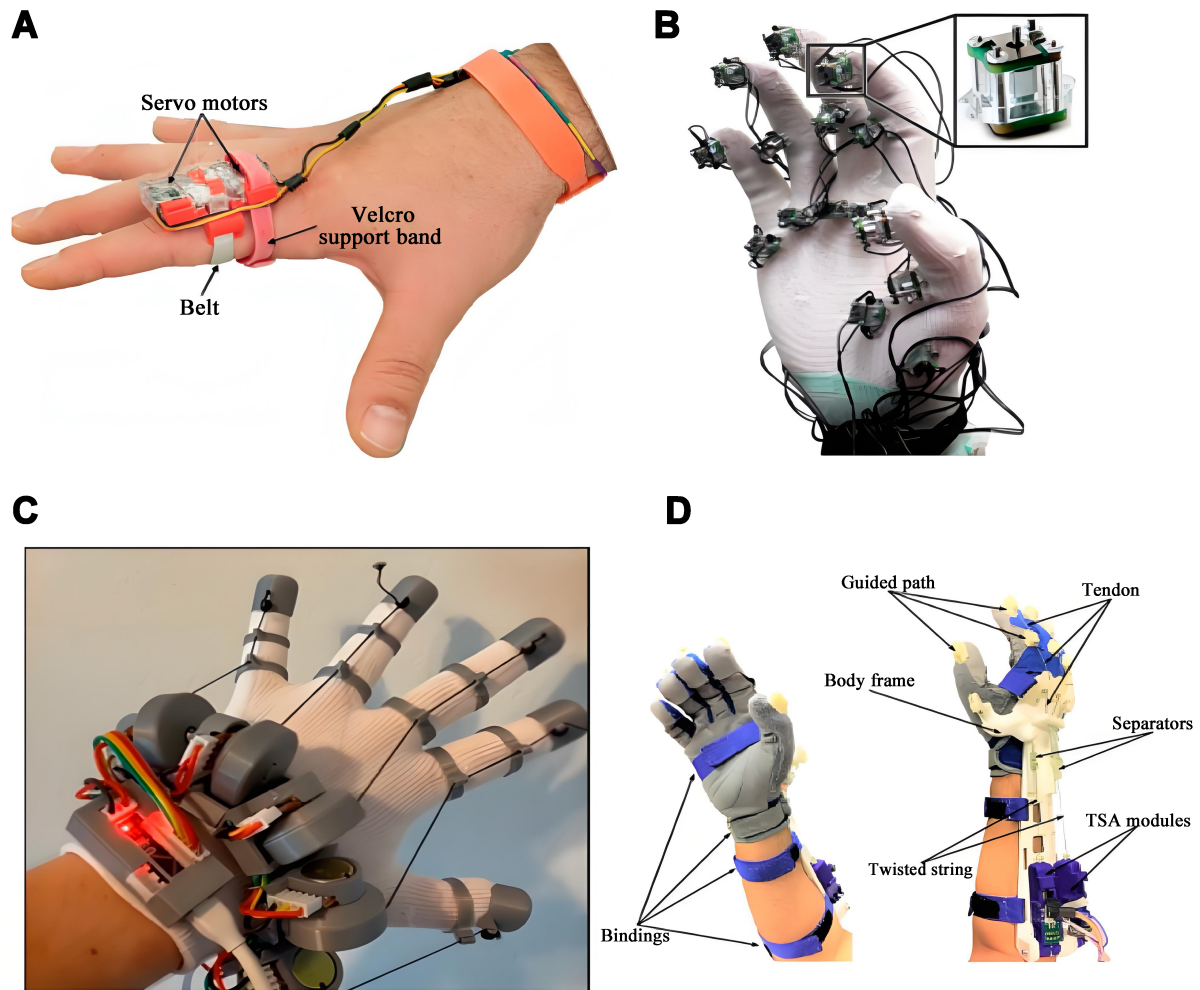 A
Servo motors
Velcro
support band
Belt
B
C
D
Guided path
Tendon
Body frame
Separators
TSA modules
Twisted string
Bindings